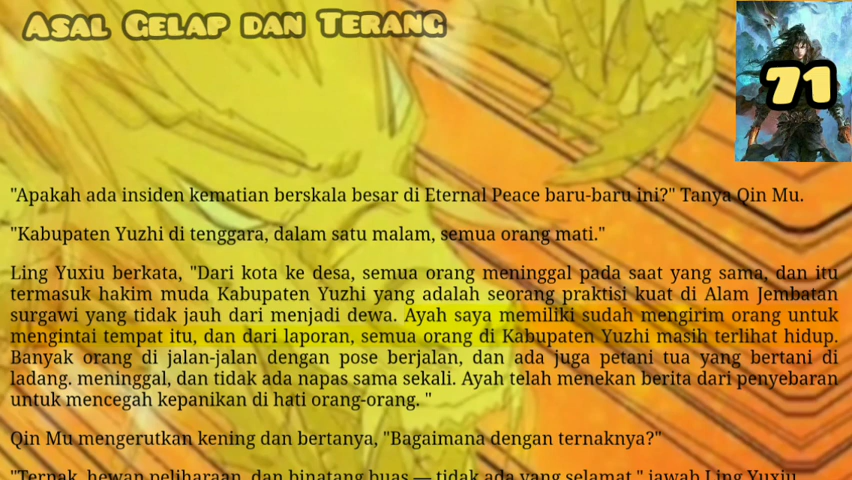 Asal Gelap dan Terang
71
"Apakah ada insiden kematian berskala besar di Eternal Peace baru-baru ini?" Tanya Qin Mu.
"Kabupaten Yuzhi di tenggara, dalam satu malam, semua orang mati."
Ling Yuxiu berkata, "Dari kota ke desa, semua orang meninggal pada saat yang sama, dan itu
termasuk hakim muda Kabupaten Yuzhi yang adalah seorang praktisi kuat di Alam Jembatan
surgawi yang tidak jauh dari menjadi dewa. Ayah saya memiliki sudah mengirim orang untuk
mengintai tempat itu, dan dari laporan, semua orang di Kabupaten Yuzhi masih terlihat hidup.
Banyak orang di jalan-jalan dengan pose berjalan, dan ada juga petani tua yang bertani di
ladang. meninggal, dan tidak ada napas sama sekali. Ayah telah menekan berita dari penyebaran
untuk mencegah kepanikan di hati orang-orang. "
Qin Mu mengerutkan kening dan bertanya, "Bagaimana dengan ternaknya?"
"Ternak, hewan peliharaan, dan binatang buas — tidak ada yang selamat." jawab Ling Yuxiu.